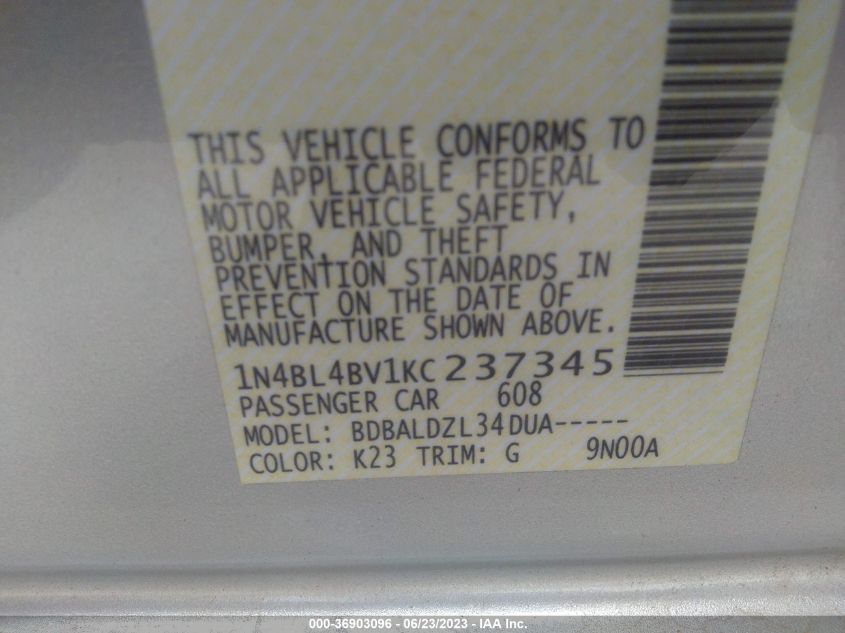 THIS VEHICLE CONFORMS TO
ALL APPLICABLE FEDERAL
MOTOR VEHICLE SAFETY,
BUMPER, AND THEFT
PREVENTION STANDARDS IN
EFFECT ON THE DATE OF
MANUFACTURE SHOWN ABOVE.
1N4BL4BV1KC237345
PASSENGER CAR 608
MODEL: BDBALDZL34DUA-----
COLOR: K23 TRIM: G 9N00A
000-36903096 - 06/23/2023 - IAA Inc.